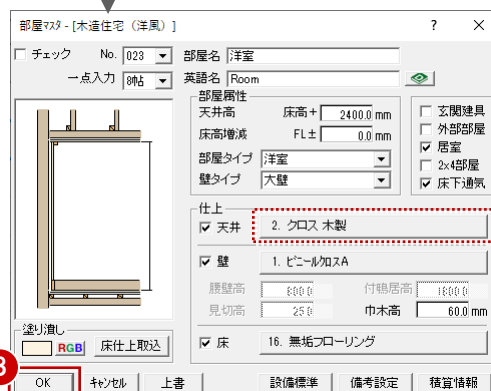 部屋マスタ - [木造住宅（洋風）] ? ×
チェック No. 023 部屋名 洋室
一点入力 8帖 英語名 Room
部屋属性
天井高 床高+ 2400.0 mm 玄関建具
床高増減 FL± 0.0 mm 外部部屋
部屋タイプ 洋室 居室
壁タイプ 大壁 2x4部屋
床下通気
仕上
天井 2. クロス 木製
壁 1. ビニールクロスA
腰壁高 付鴨居高
見切高 巾木高 60.0 mm
塗り潰し
RGB 床仕上取込 床 16. 無垢フローリング
3
OK キャンセル 上書 設備標準 備考設定 積算情報